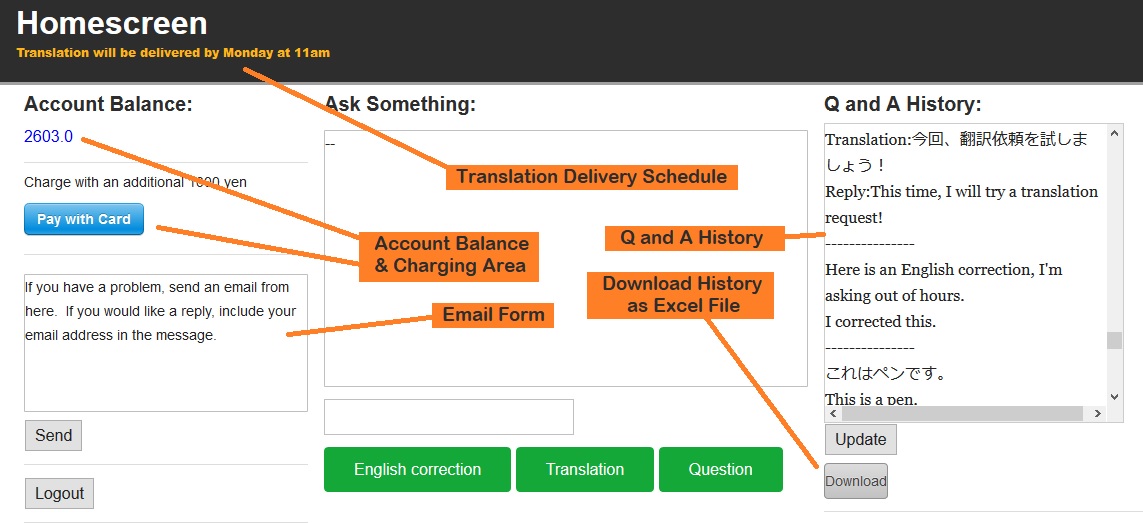 Homescreen
Translation will be delivered by Monday at 11am
Account Balance:
2603.0
Charge with an additional 1000 yen
Pay with Card
If you have a problem, send an email from
here.  If you would like a reply, include your
email address in the message.
Send
Logout
Ask Something:
--
Translation Delivery Schedule
Account Balance
& Charging Area
Q and A History
Download History
as Excel File
Email Form
English correction
Translation
Question
Q and A History:
Translation:今回、翻訳依頼を試しま
しょう！
Reply:This time, I will try a translation
request!
---------------
Here is an English correction, I'm
asking out of hours.
I corrected this.
---------------
これはペンです。
This is a pen.
Update
Download